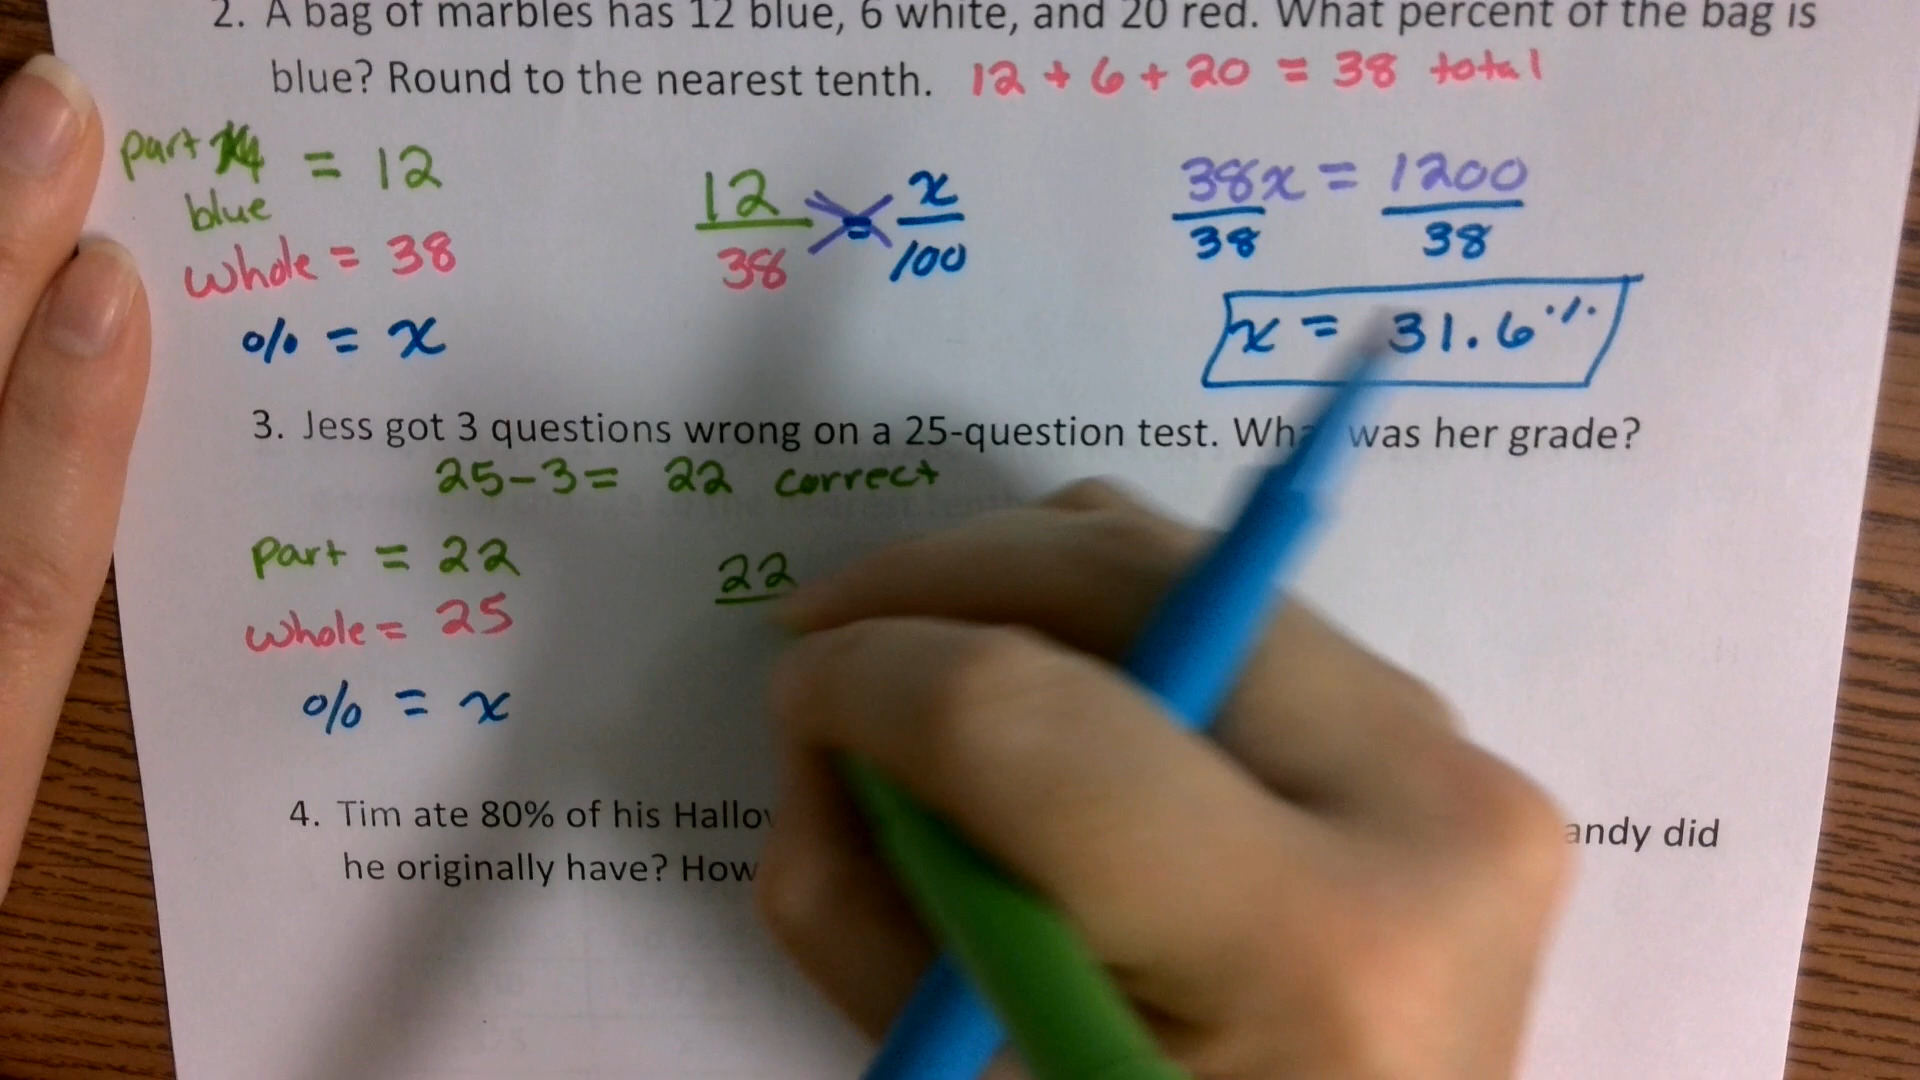 2. A bag of marbles has 12 blue, 6 white, and 20 red. What percent of the bag is
blue? Round to the nearest tenth. 12 + 6 + 20 = 38 total
part = 12
blue
whole = 38
% = x
12/38 = x/100
38x/38 = 1200/38
x = 31.6%
3. Jess got 3 questions wrong on a 25-question test. was her grade?
25-3= 22 correct
part = 22
whole = 25
% = x
22
4. Tim ate 80% of his did
he originally have? How